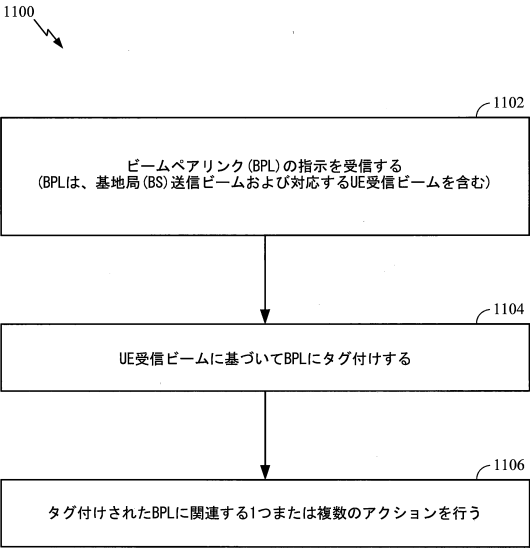 1100
1102
ビームペアリンク(BPL)の指示を受信する
(BPLは、基地局(BS)送信ビームおよび対応するUE受信ビームを含む)
1104
UE受信ビームに基づいてBPLにタグ付けする
1106
タグ付けされたBPLに関連する1つまたは複数のアクションを行う